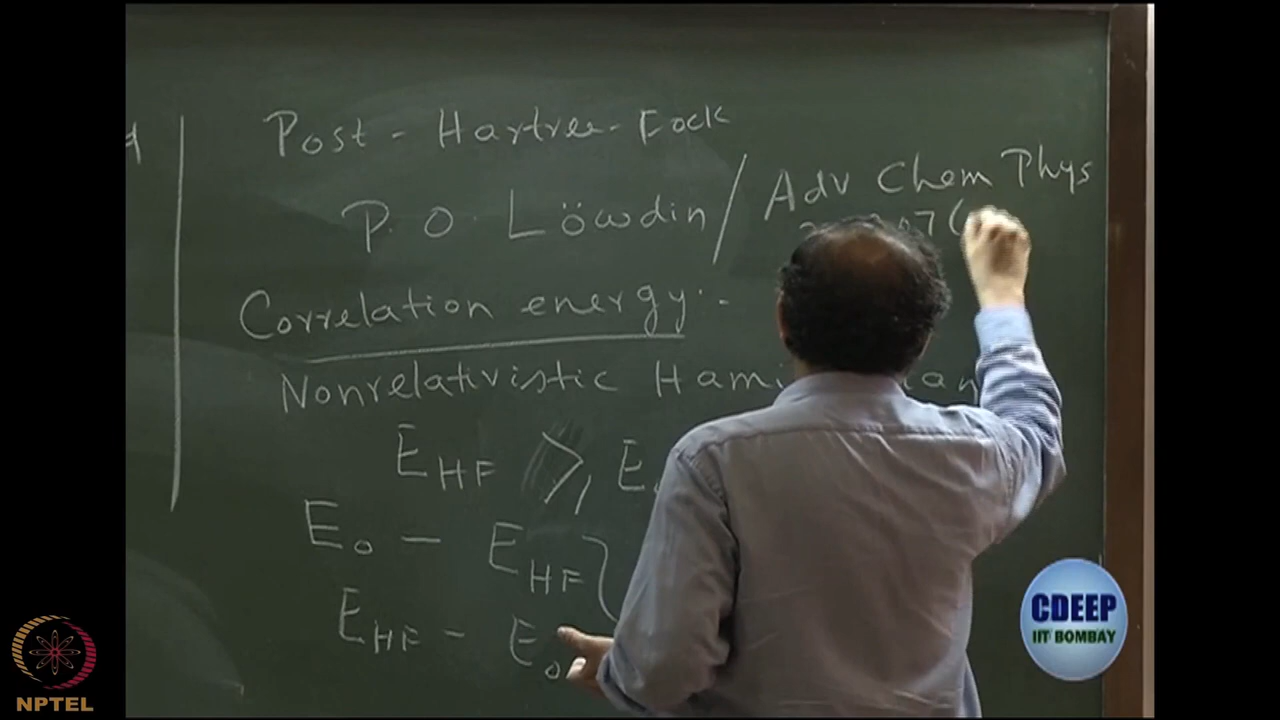 Post - Hartree - Fock
P. O. Löwdin / Adv Chem Phys
Correlation energy :-
Nonrelativistic
E_HF ≥ E
E_0 - E_HF }
E_HF - E_0
CDEEP
IIT BOMBAY
NPTEL